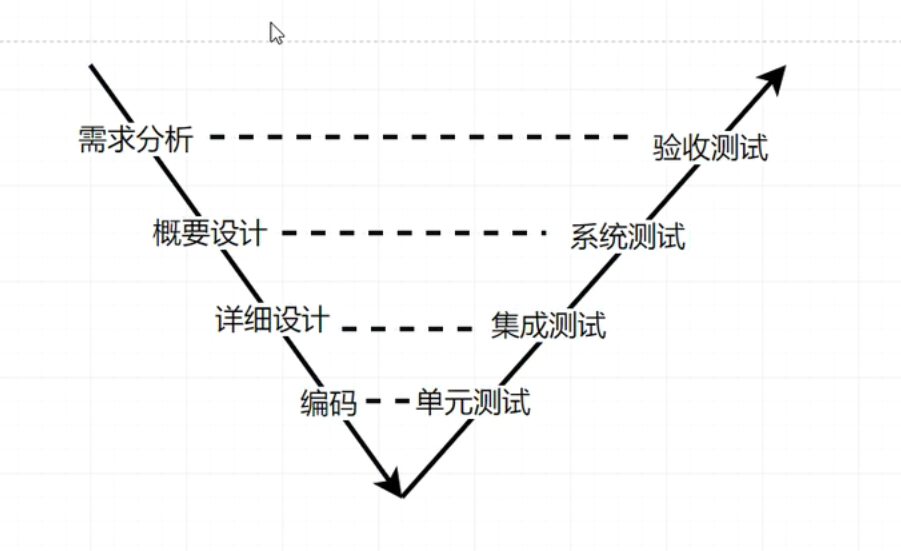 需求分析
验收测试
概要设计
系统测试
详细设计
集成测试
编码
单元测试